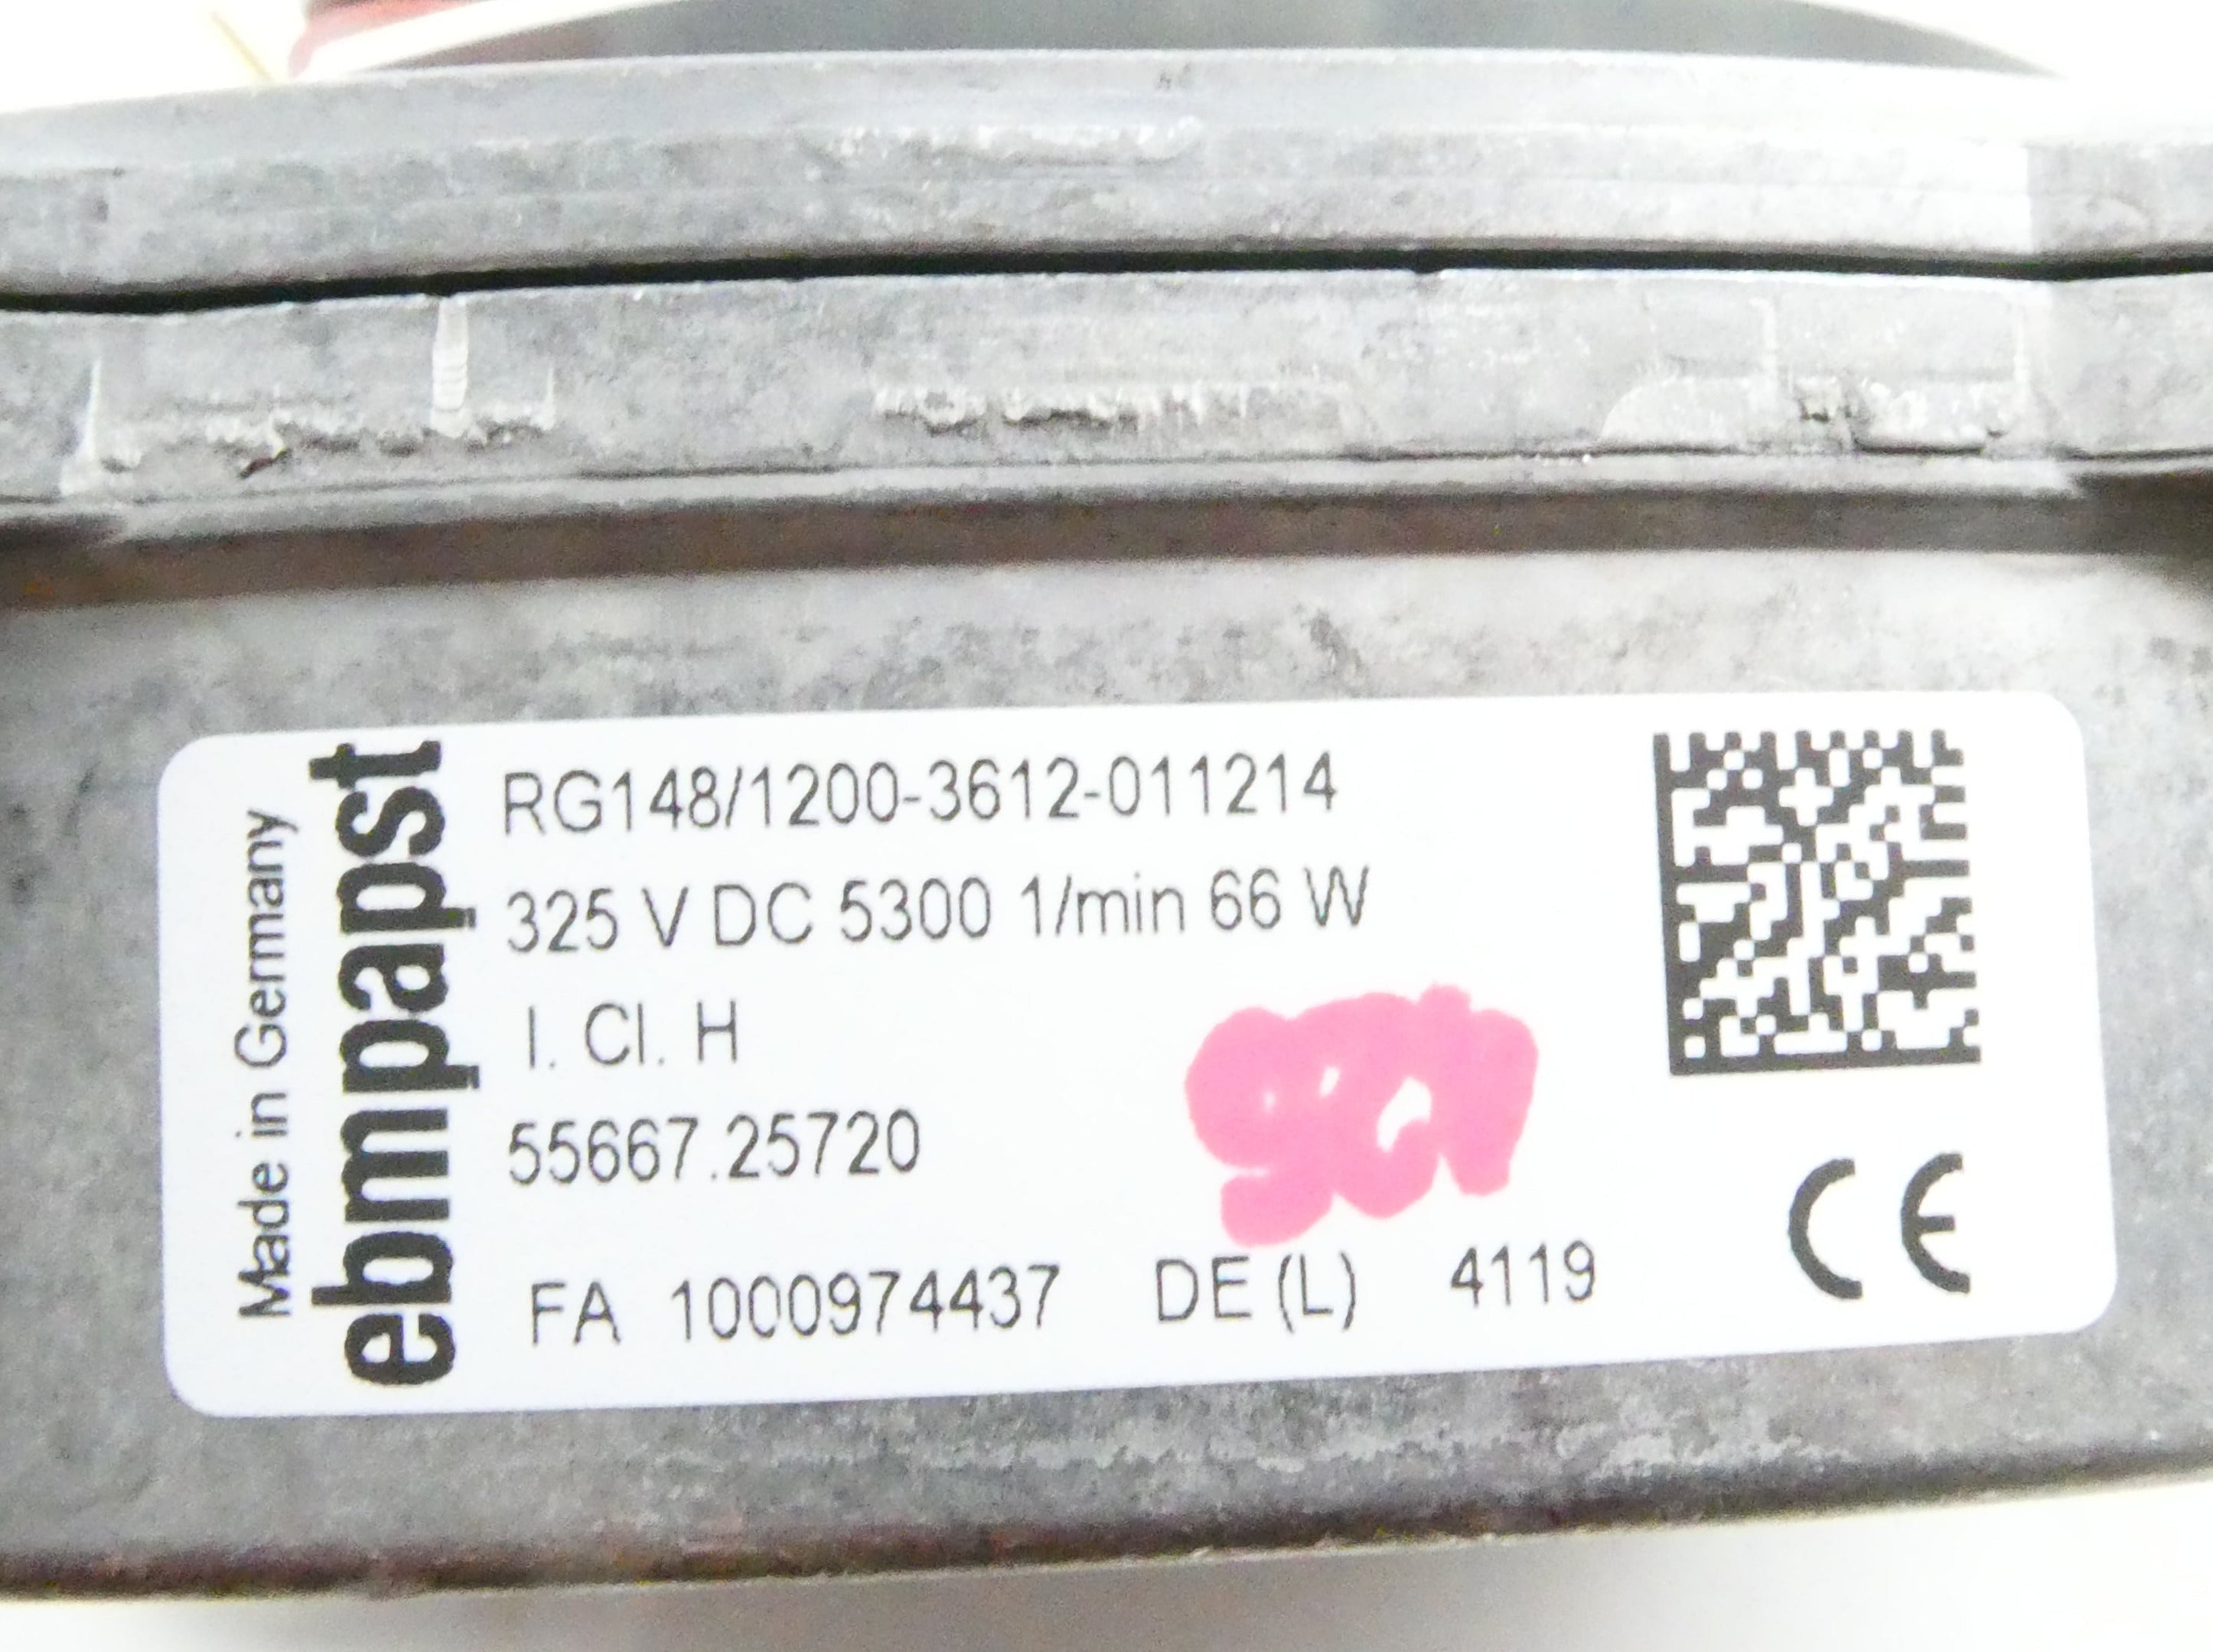 Made in Germany
ebmpapst
RG148/1200-3612-011214
325 V DC 5300 1/min 66 W
I. Cl. H
55667.25720
FA 1000974437 DE (L) 4119
CE